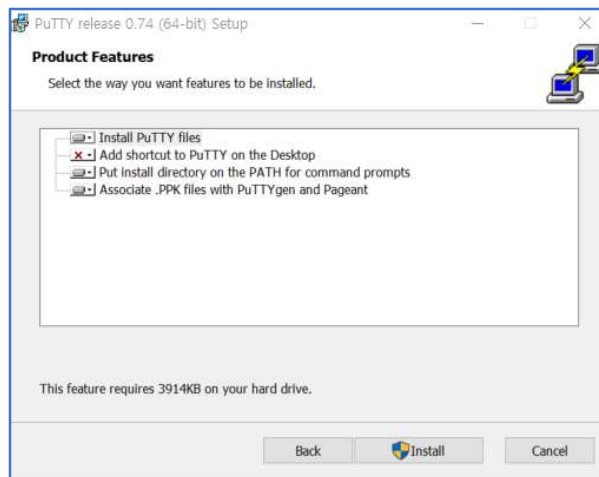 PuTTY release 0.74 (64-bit) Setup
Product Features
Select the way you want features to be installed.
Install PuTTY files
Add shortcut to PuTTY on the Desktop
Put install directory on the PATH for command prompts
Associate .PPK files with PuTTYgen and Pageant
This feature requires 3914KB on your hard drive.
Back Install Cancel